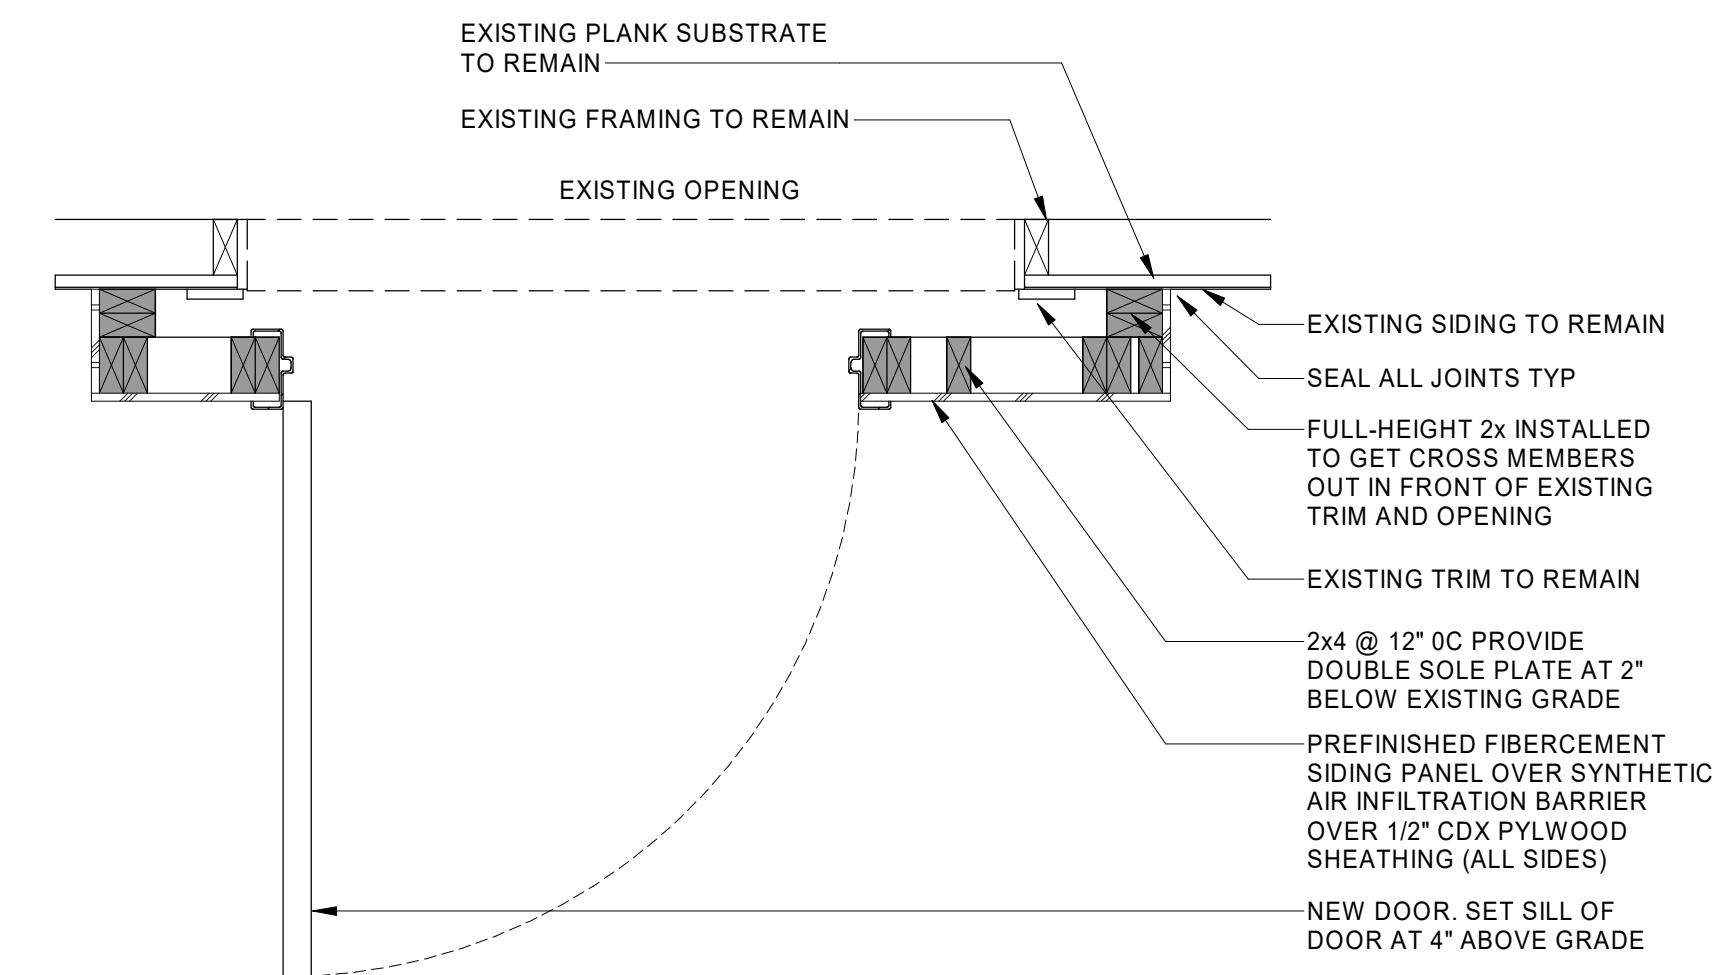 EXISTING PLANK SUBSTRATE
TO REMAIN
EXISTING FRAMING TO REMAIN
EXISTING OPENING
EXISTING SIDING TO REMAIN
SEAL ALL JOINTS TYP
FULL-HEIGHT 2x INSTALLED
TO GET CROSS MEMBERS
OUT IN FRONT OF EXISTING
TRIM AND OPENING
EXISTING TRIM TO REMAIN
2x4 @ 12" 0C PROVIDE
DOUBLE SOLE PLATE AT 2"
BELOW EXISTING GRADE
PREFINISHED FIBERCEMENT
SIDING PANEL OVER SYNTHETIC
AIR INFILTRATION BARRIER
OVER 1/2" CDX PYLWOOD
SHEATHING (ALL SIDES)
NEW DOOR. SET SILL OF
DOOR AT 4" ABOVE GRADE